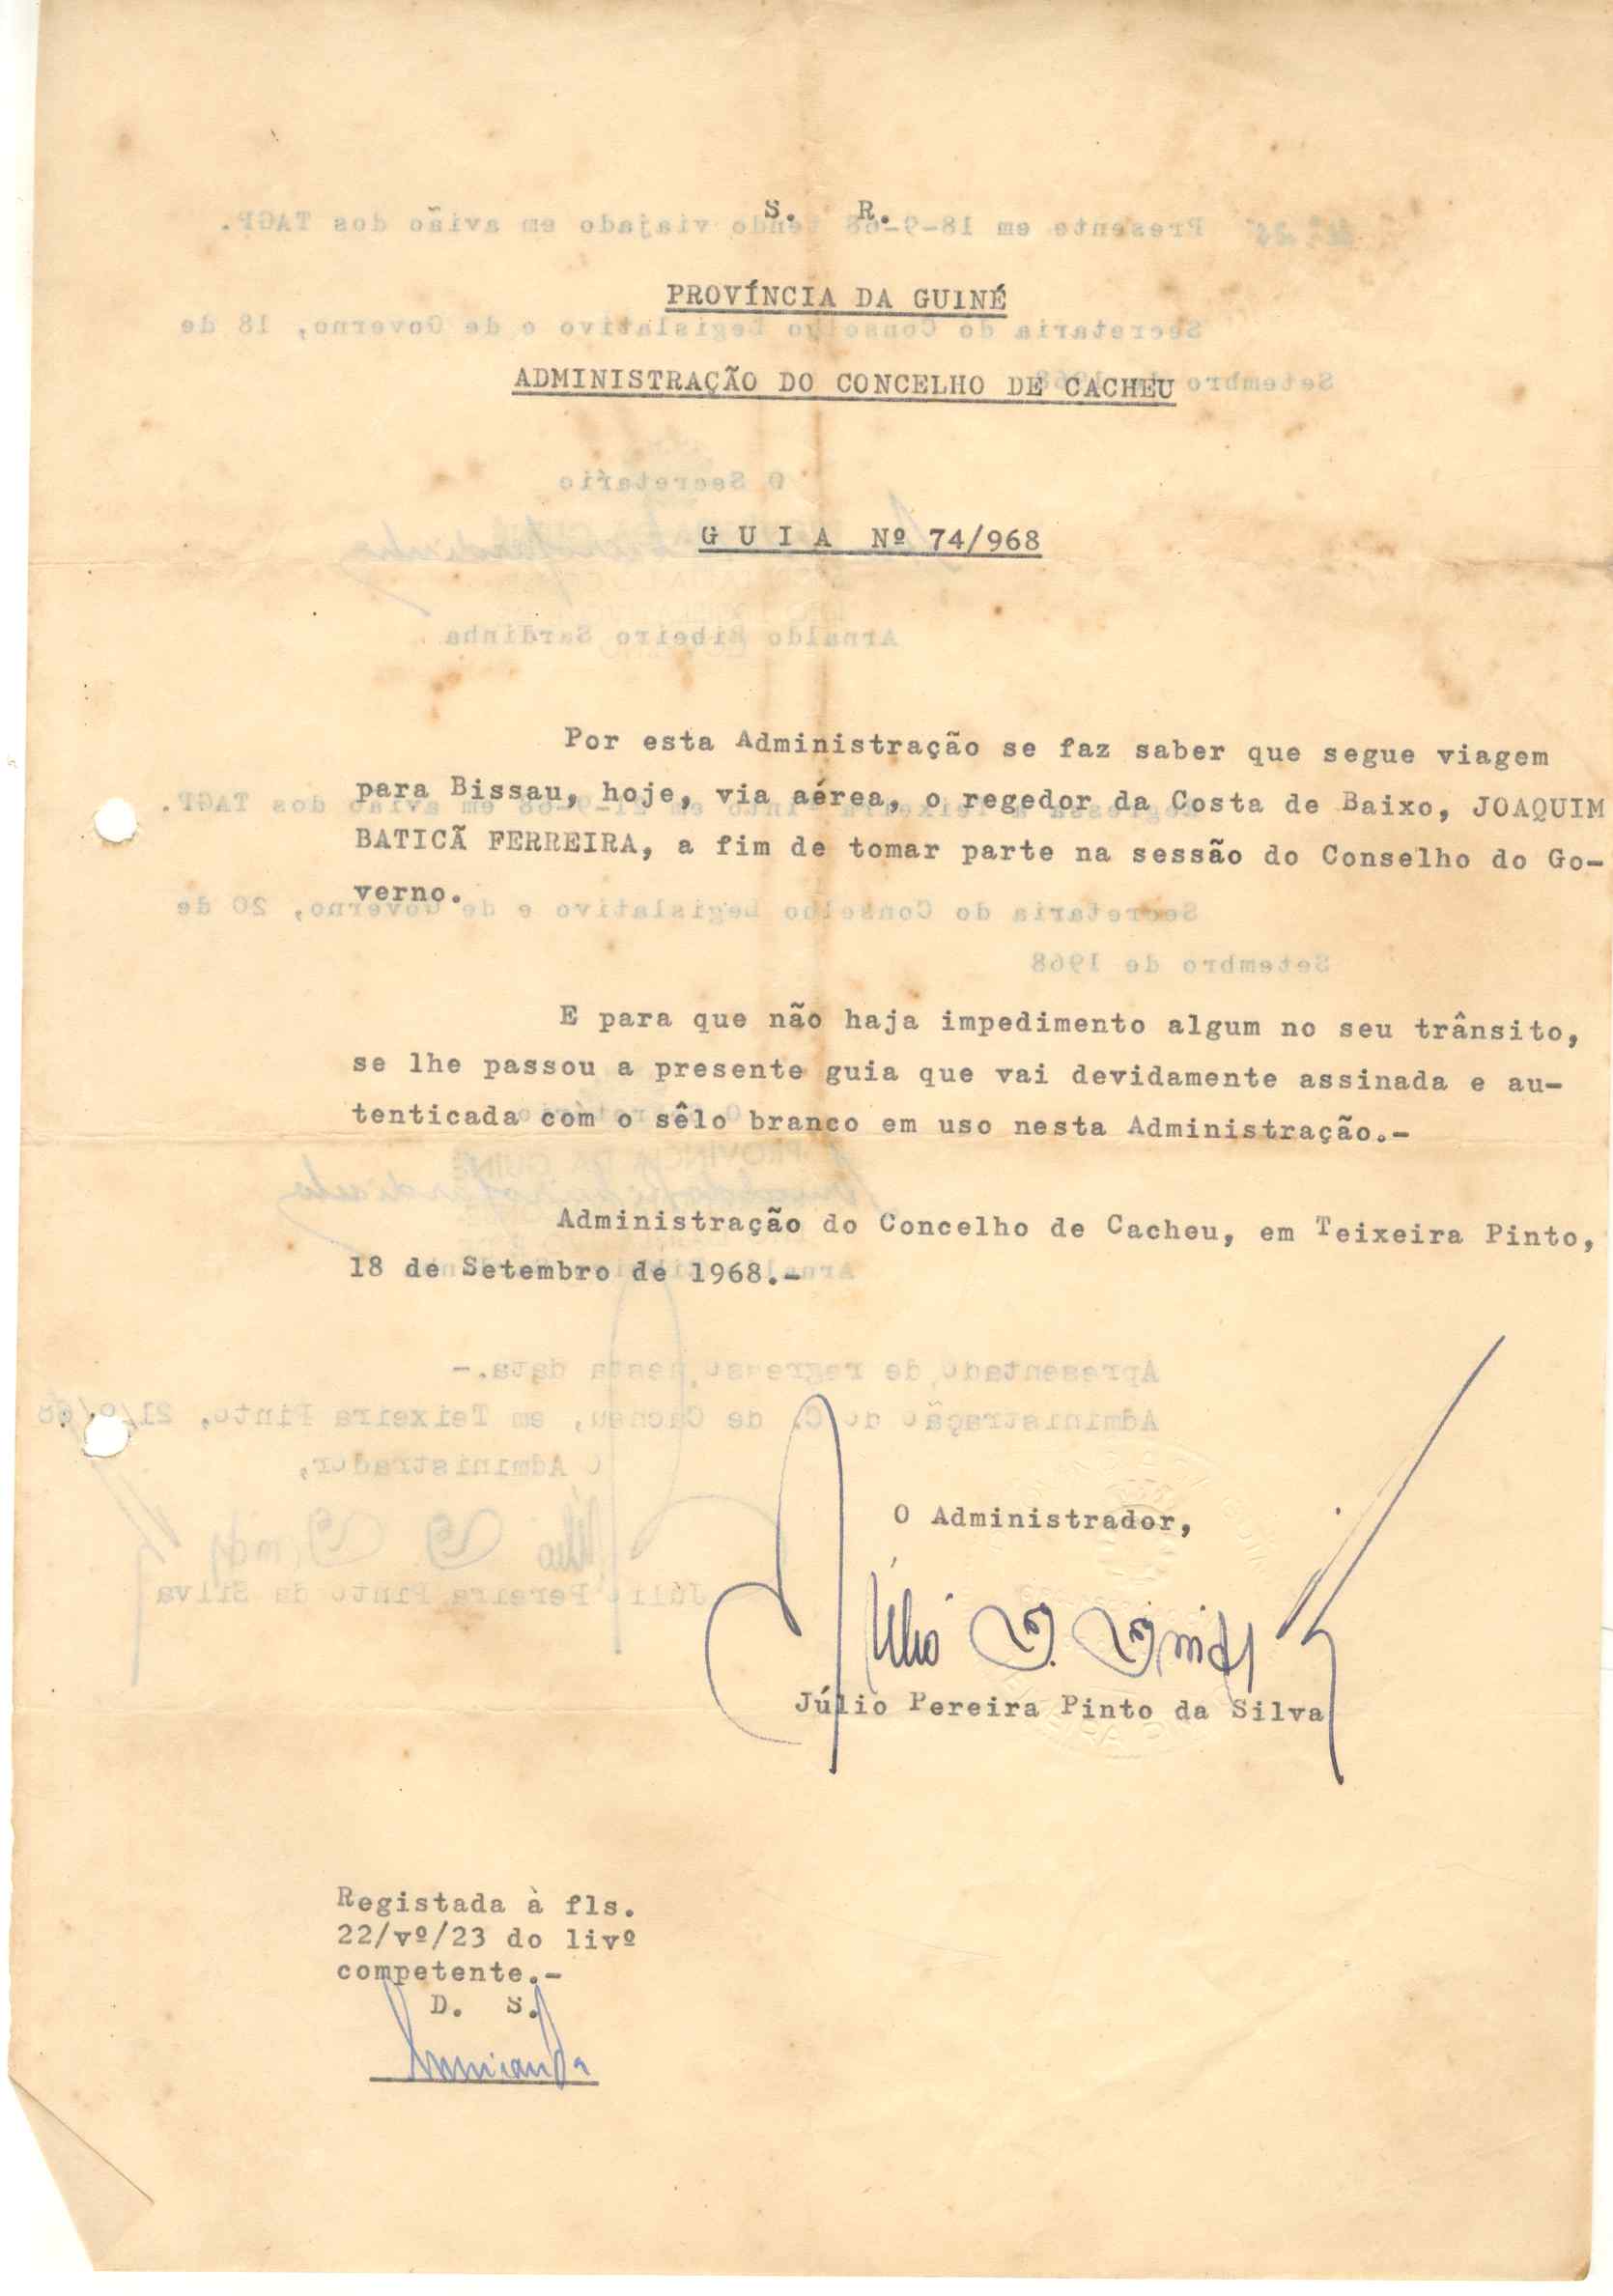 S. R.
PROVÍNCIA DA GUINÉ
ADMINISTRAÇÃO DO CONCELHO DE CACHEU
G U I A Nº 74/968
Por esta Administração se faz saber que segue viagem
para Bissau, hoje, via aérea, o regedor da Costa de Baixo, JOAQUIM
BATICÃ FERREIRA, a fim de tomar parte na sessão do Conselho do Go-
verno.
E para que não haja impedimento algum no seu trânsito,
se lhe passou a presente guia que vai devidamente assinada e au-
tenticada com o sêlo branco em uso nesta Administração.-
Administração do Concelho de Cacheu, em Teixeira Pinto,
18 de Setembro de 1968.-
O Administrador,
Júlio Pereira Pinto da Silva
Registada à fls.
22/vº/23 do livº
competente.-
D. S.